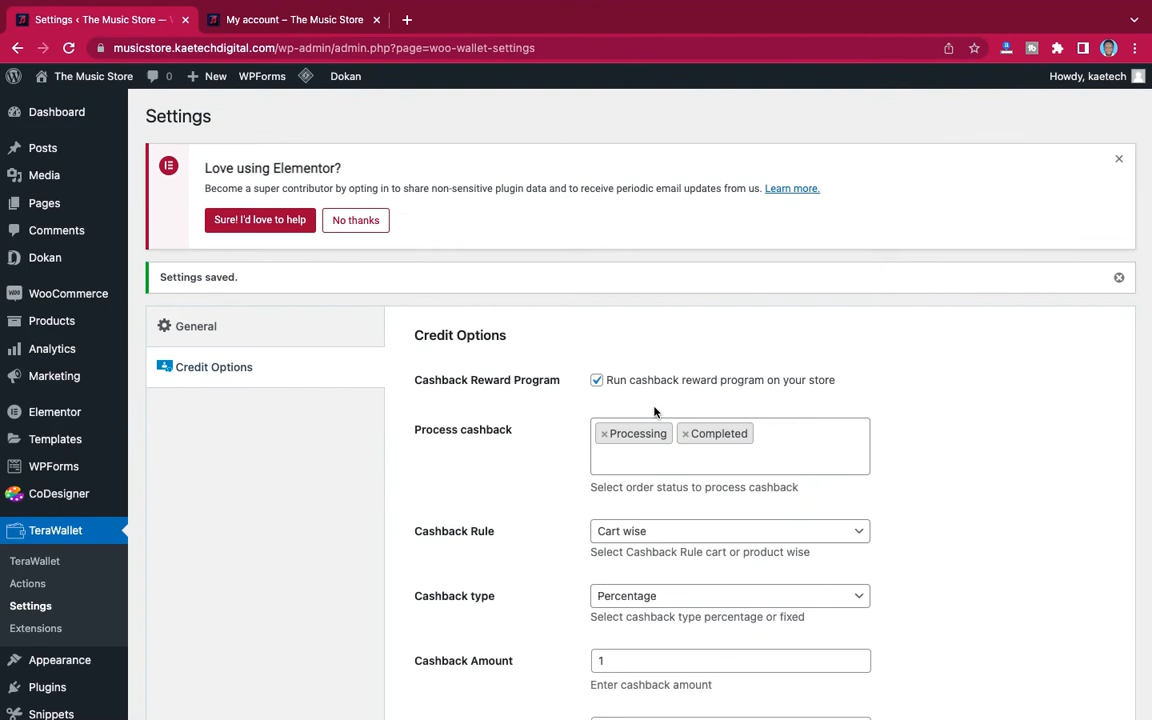 Settings ‹ The Music Store — \
My account – The Music Store
musicstore.kaetechdigital.com/wp-admin/admin.php?page=woo-wallet-settings
The Music Store
0
New
WPForms
Dokan
Howdy, kaetech
Dashboard
Posts
Media
Pages
Comments
Dokan
WooCommerce
Products
Analytics
Marketing
Elementor
Templates
WPForms
CoDesigner
TeraWallet
TeraWallet
Actions
Settings
Extensions
Appearance
Plugins
Snippets
Settings
Love using Elementor?
Become a super contributor by opting in to share non-sensitive plugin data and to receive periodic email updates from us. Learn more.
Sure! I'd love to help
No thanks
Settings saved.
General
Credit Options
Credit Options
Cashback Reward Program
Run cashback reward program on your store
Process cashback
×Processing ×Completed
Select order status to process cashback
Cashback Rule
Cart wise
Select Cashback Rule cart or product wise
Cashback type
Percentage
Select cashback type percentage or fixed
Cashback Amount
1
Enter cashback amount